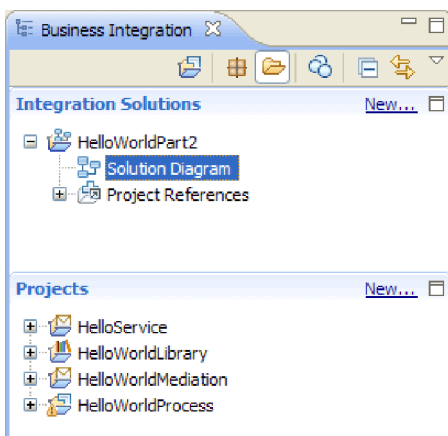 Business Integration
Integration Solutions New...
HelloWorldPart2
Solution Diagram
Project References
Projects New...
HelloService
HelloWorldLibrary
HelloWorldMediation
HelloWorldProcess